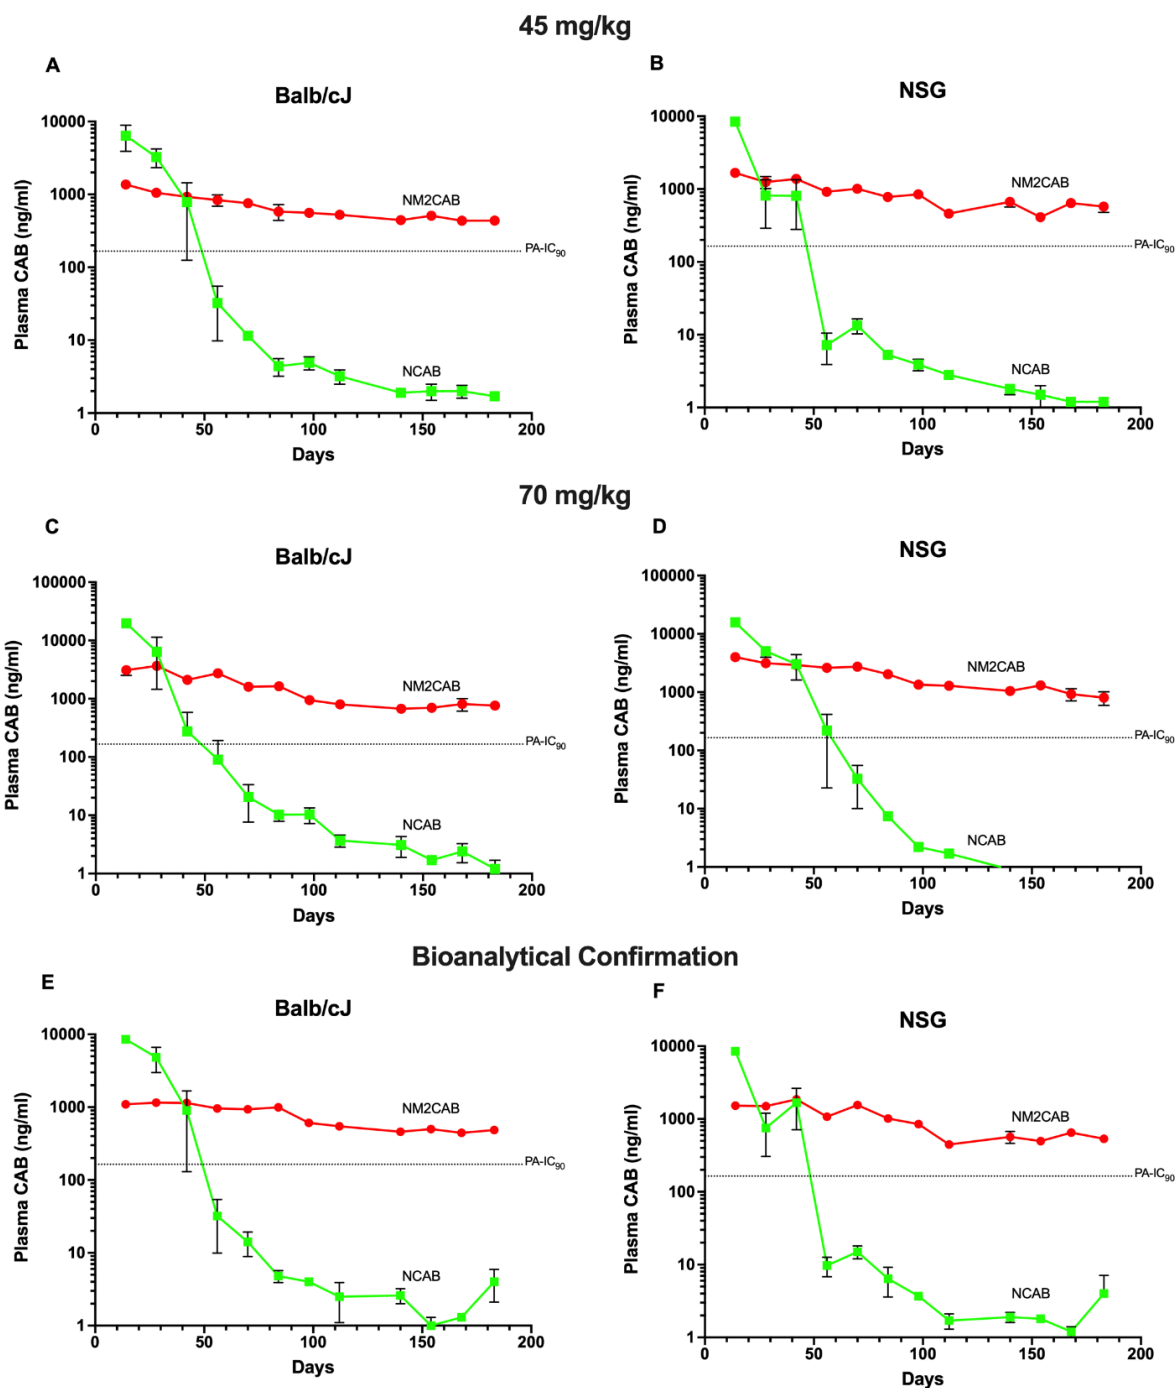 45 mg/kg
A
Balb/cJ
Plasma CAB (ng/ml)
10000
1000
100
10
1
NM2CAB
PA-IC90
NCAB
0 50 100 150 200
Days
B
NSG
Plasma CAB (ng/ml)
10000
1000
100
10
1
NM2CAB
PA-IC90
NCAB
0 50 100 150 200
Days
70 mg/kg
C
Balb/cJ
Plasma CAB (ng/ml)
100000
10000
1000
100
10
1
NM2CAB
PA-IC90
NCAB
0 50 100 150 200
Days
D
NSG
Plasma CAB (ng/ml)
100000
10000
1000
100
10
1
NM2CAB
PA-IC90
NCAB
0 50 100 150 200
Days
Bioanalytical Confirmation
E
Balb/cJ
Plasma CAB (ng/ml)
10000
1000
100
10
1
NM2CAB
PA-IC90
NCAB
0 50 100 150 200
Days
F
NSG
Plasma CAB (ng/ml)
10000
1000
100
10
1
NM2CAB
PA-IC90
NCAB
0 50 100 150 200
Days